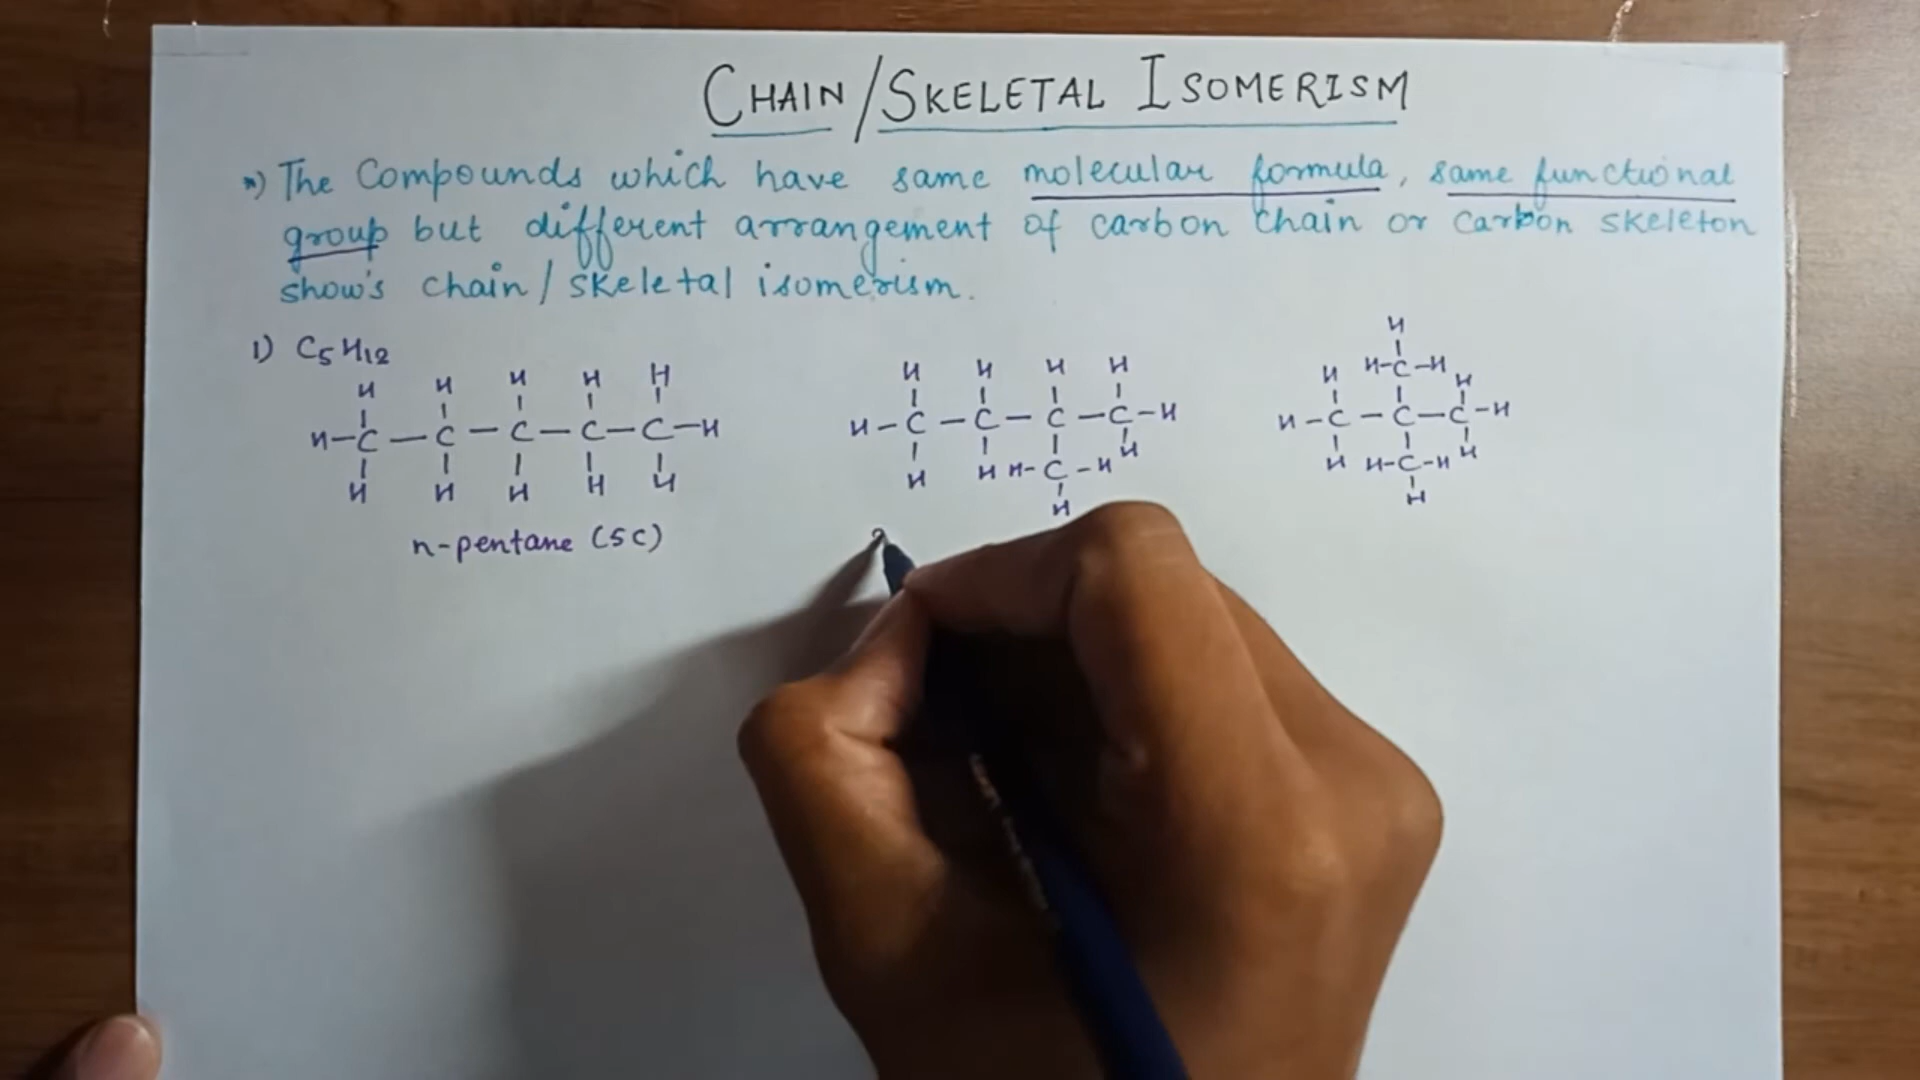 CHAIN/SKELETAL ISOMERISM
*) The Compounds which have same molecular formula, same functional
group but different arrangement of carbon chain or carbon skeleton
show's chain/skeletal isomerism.
1) C5H12
H H H H H
H-C-C-C-C-C-H
H H H H H
n-pentane (5C)
H H H H
H-C-C-C-C-H
H H H-C-H H
H
H
H H-C-H H
H-C-C-C-H
H H-C-H H
H
2